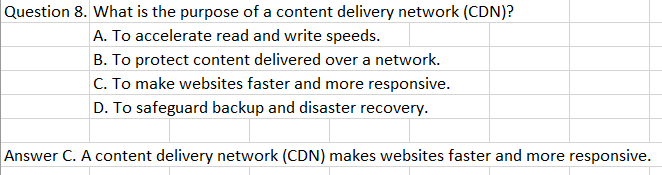 Question 8. What is the purpose of a content delivery network (CDN)?
A. To accelerate read and write speeds.
B. To protect content delivered over a network.
C. To make websites faster and more responsive.
D. To safeguard backup and disaster recovery.
Answer C. A content delivery network (CDN) makes websites faster and more responsive.